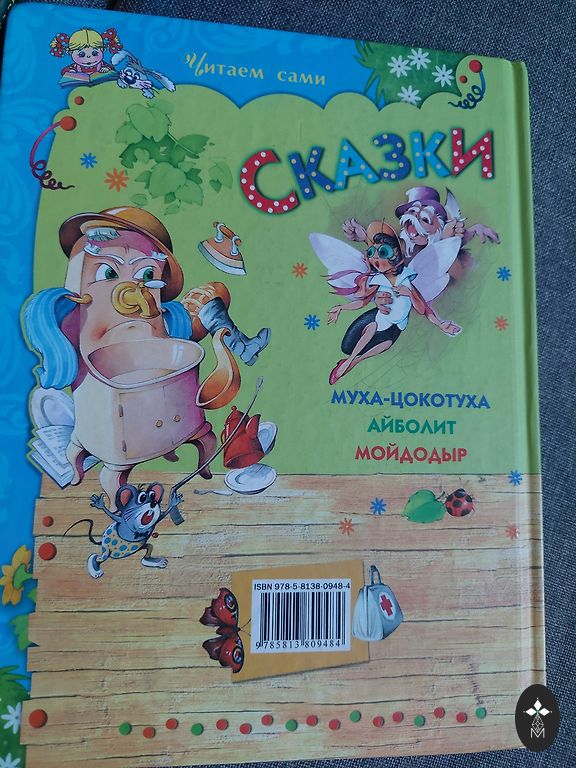 Читаем сами
Сказки
МУХА-ЦОКОТУХА
АЙБОЛИТ
МОЙДОДЫР
ISBN 978-5-8138-0948-4
9 785813 809484
М